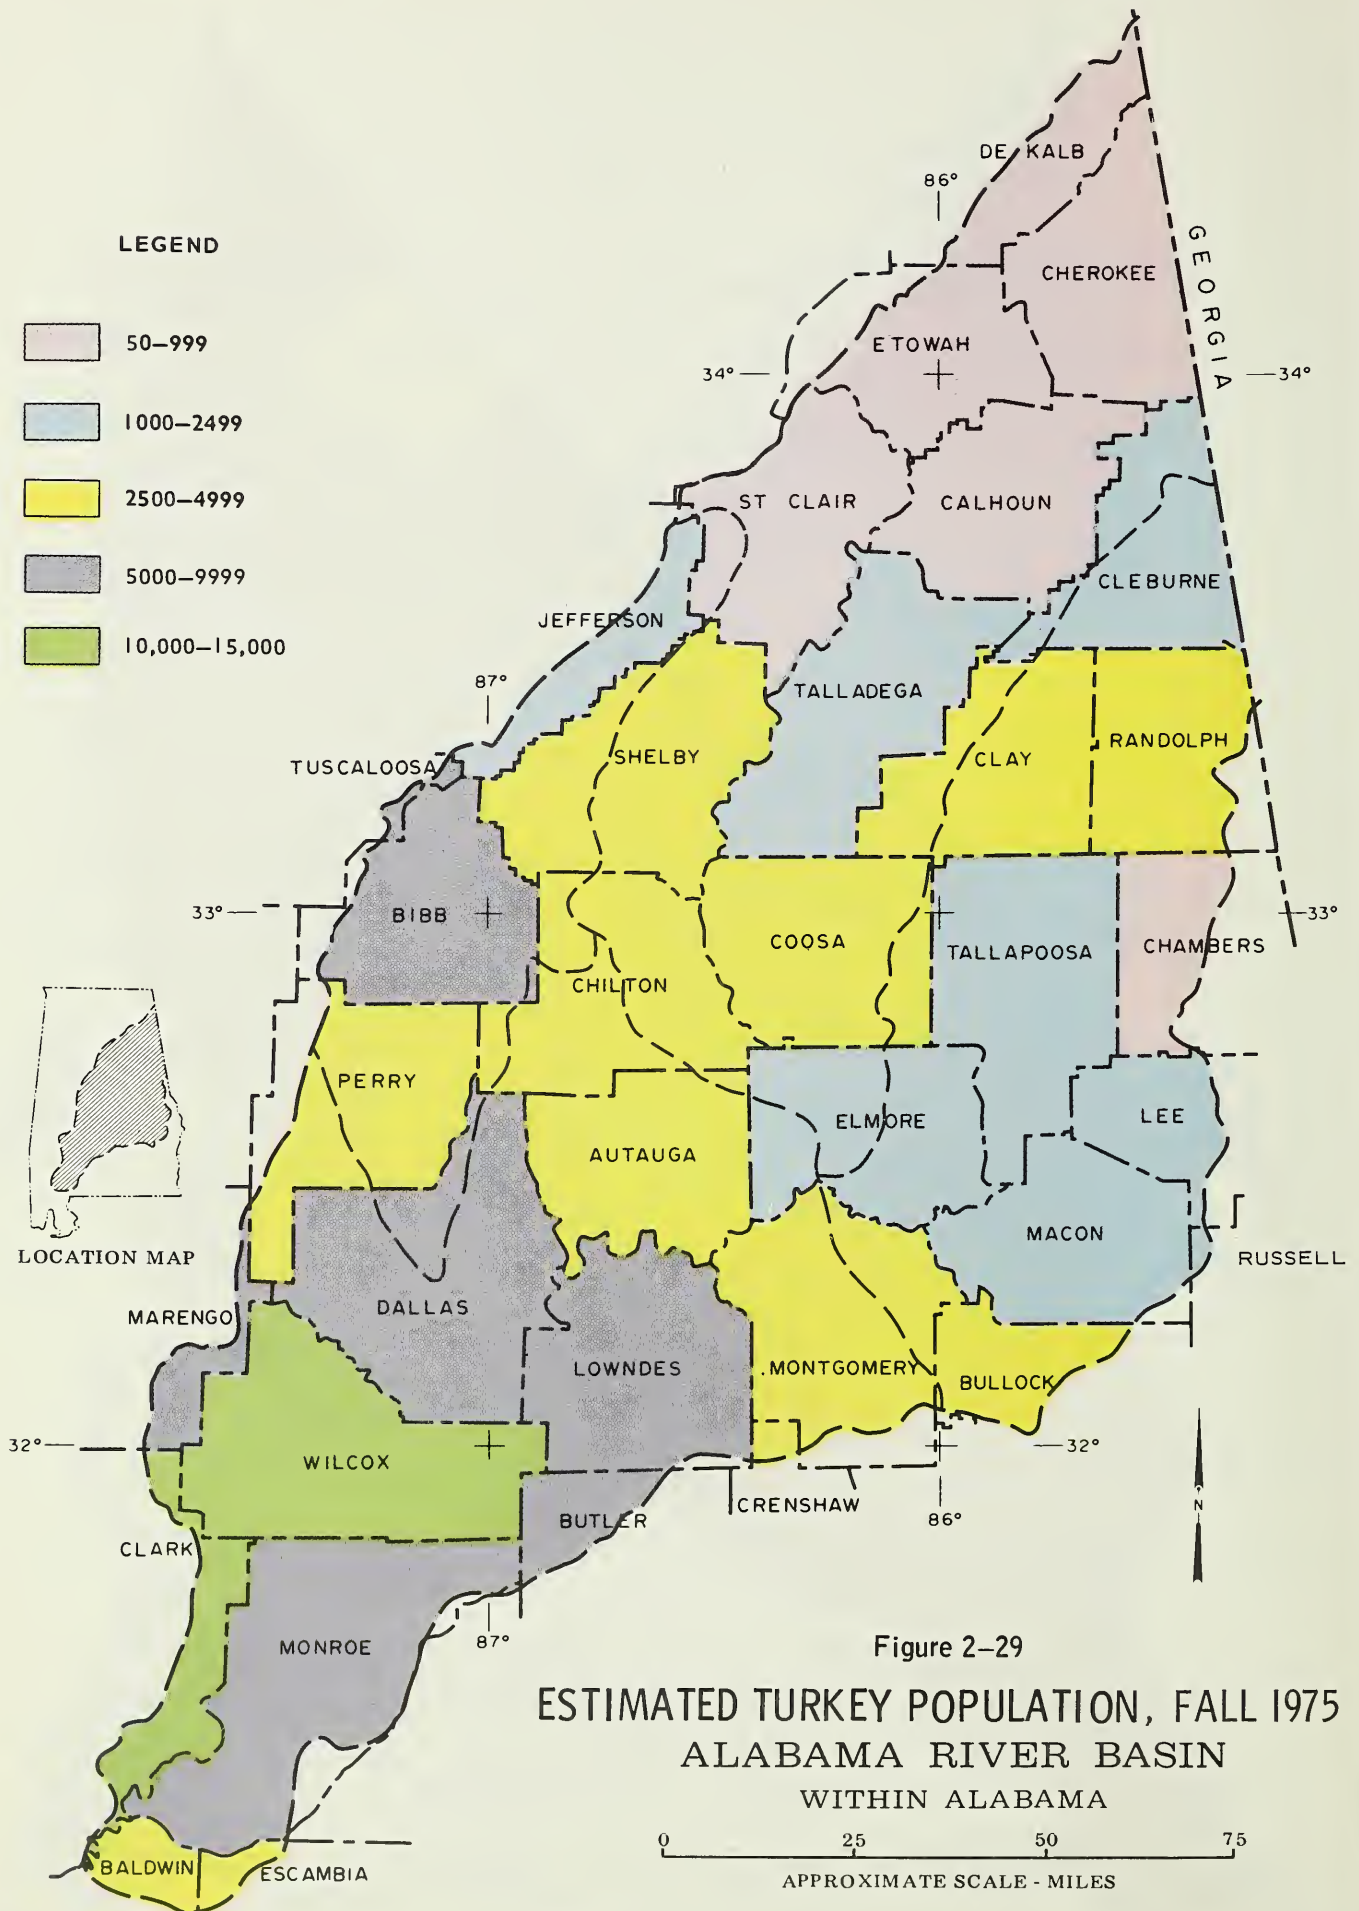 LEGEND
50–999
1000–2499
2500–4999
5000–9999
10,000–15,000
DE KALB
86°
GEORGIA
CHEROKEE
ETOWAH
34°
34°
ST CLAIR
CALHOUN
CLEBURNE
JEFFERSON
87°
TALLADEGA
TUSCALOOSA
SHELBY
CLAY
RANDOLPH
33°
BIBB
33°
COOSA
TALLAPOOSA
CHAMBERS
CHILTON
PERRY
ELMORE
LEE
AUTAUGA
LOCATION MAP
MACON
RUSSELL
MARENGO
DALLAS
LOWNDES
MONTGOMERY
BULLOCK
32°
32°
WILCOX
CRENSHAW
86°
N
BUTLER
CLARK
87°
MONROE
BALDWIN
ESCAMBIA
Figure 2–29
ESTIMATED TURKEY POPULATION, FALL 1975
ALABAMA RIVER BASIN
WITHIN ALABAMA
0 25 50 75
APPROXIMATE SCALE - MILES